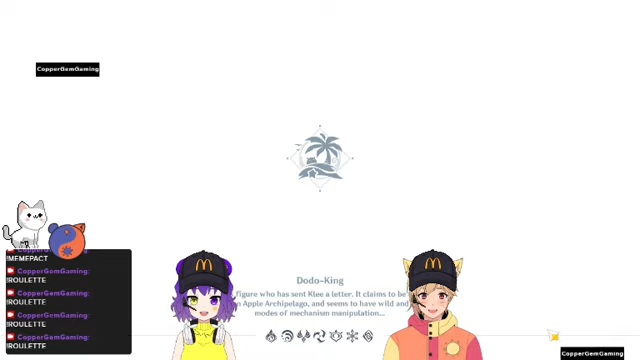 CopperGemGaming
!MEMEPACT
CopperGemGaming:
!ROULETTE
CopperGemGaming:
!ROULETTE
CopperGemGaming:
!ROULETTE
CopperGemGaming:
!ROULETTE
Dodo-King
figure who has sent Klee a letter. It claims to be
n Apple Archipelago, and seems to have wild and
modes of mechanism manipulation...
CopperGemGaming